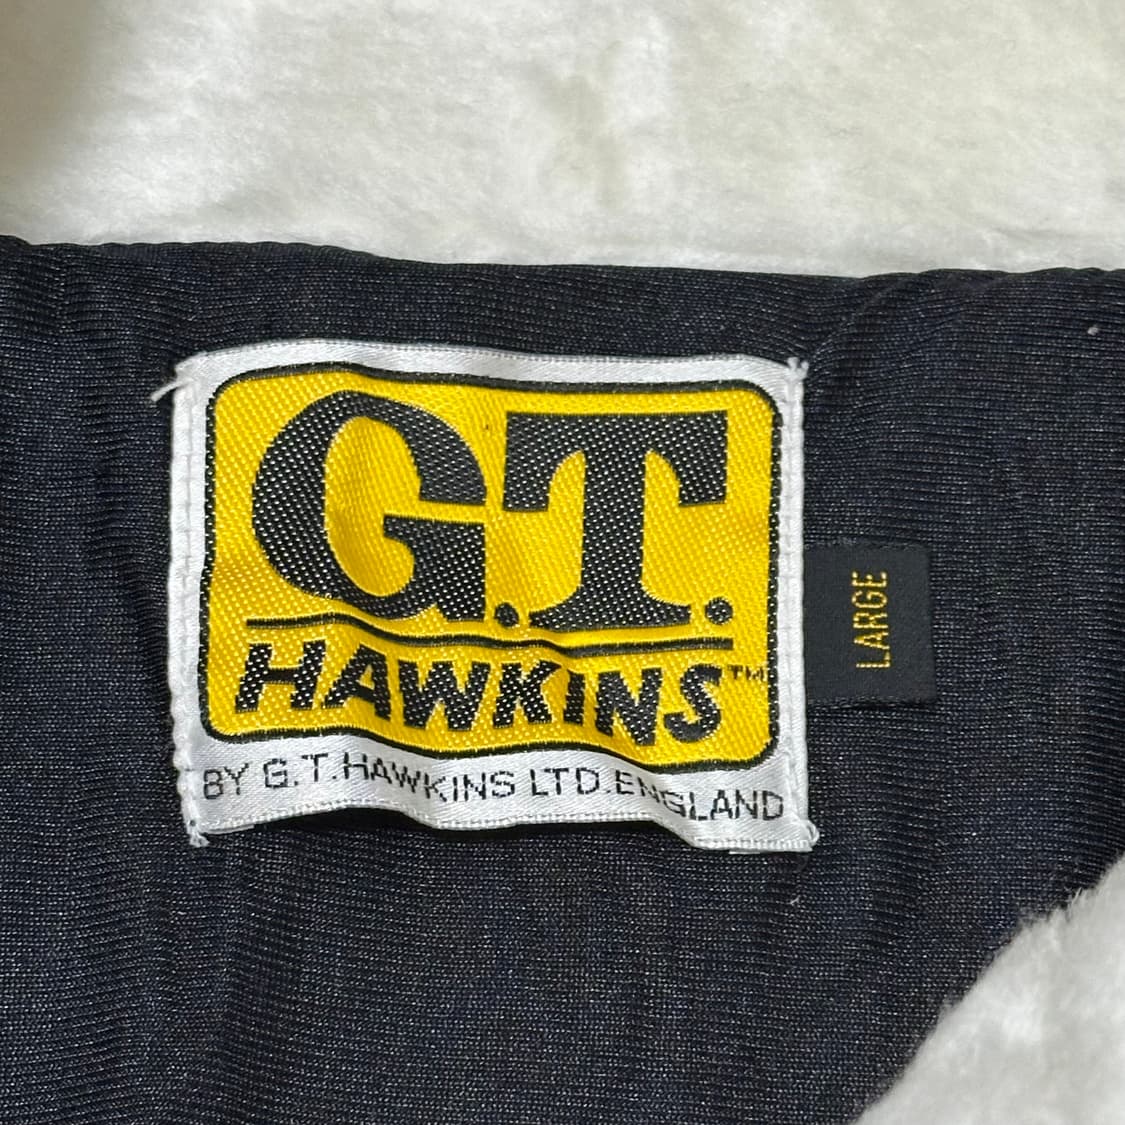 G.T.
HAWKINS™
BY G.T.HAWKINS LTD.ENGLAND
LARGE